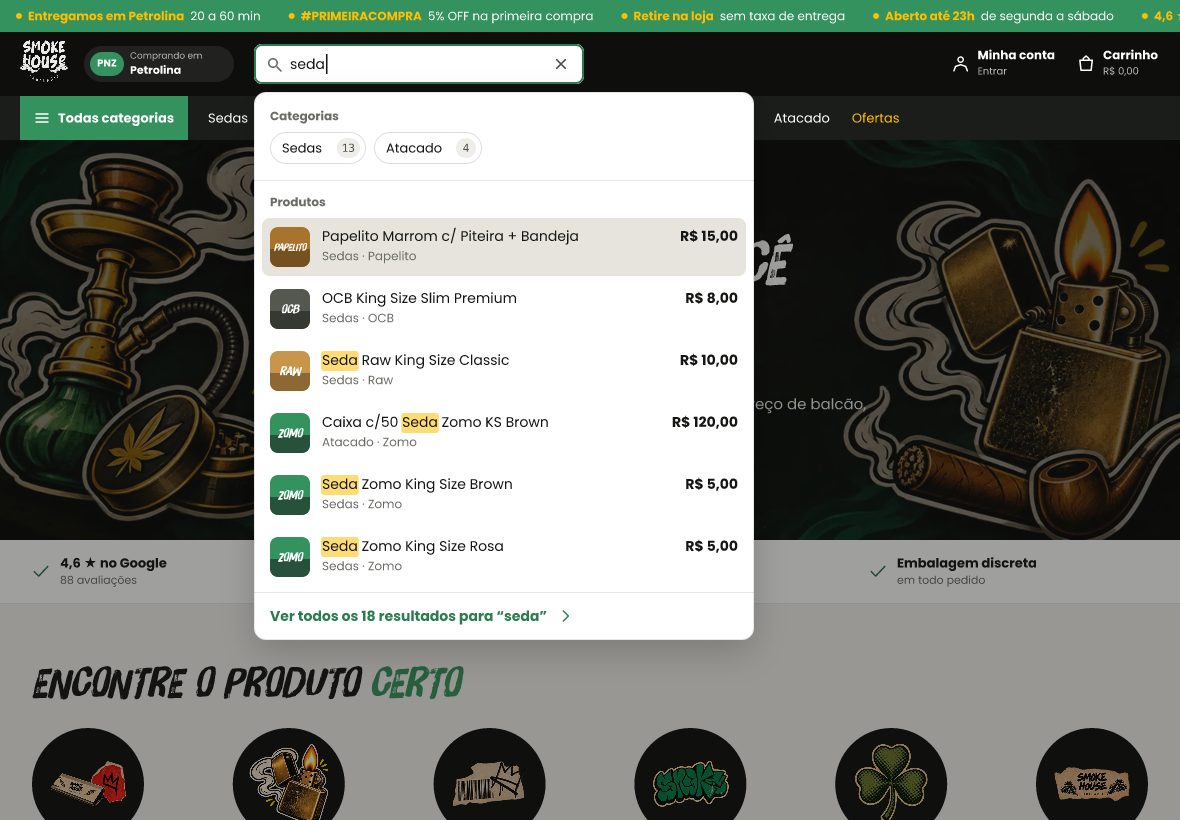 Entregamos em Petrolina 20 a 60 min
#PRIMEIRACOMPRA 5% OFF na primeira compra
Retire na loja sem taxa de entrega
Aberto até 23h de segunda a sábado
4,6
SMOKE HOUSE
PNZ
Comprando em
Petrolina
seda
Minha conta
Entrar
Carrinho
R$ 0,00
Todas categorias
Sedas
Atacado
Ofertas
Categorias
Sedas 13
Atacado 4
Produtos
PAPELITO
Papelito Marrom c/ Piteira + Bandeja
R$ 15,00
Sedas · Papelito
OCB
OCB King Size Slim Premium
R$ 8,00
Sedas · OCB
RAW
Seda Raw King Size Classic
R$ 10,00
Sedas · Raw
ZOMO
Caixa c/50 Seda Zomo KS Brown
R$ 120,00
Atacado · Zomo
ZOMO
Seda Zomo King Size Brown
R$ 5,00
Sedas · Zomo
ZOMO
Seda Zomo King Size Rosa
R$ 5,00
Sedas · Zomo
Ver todos os 18 resultados para “seda”
CÊ
eço de balcão,
4,6 ★ no Google
88 avaliações
Embalagem discreta
em todo pedido
ENCONTRE O PRODUTO CERTO
SMOKE
HOUSE